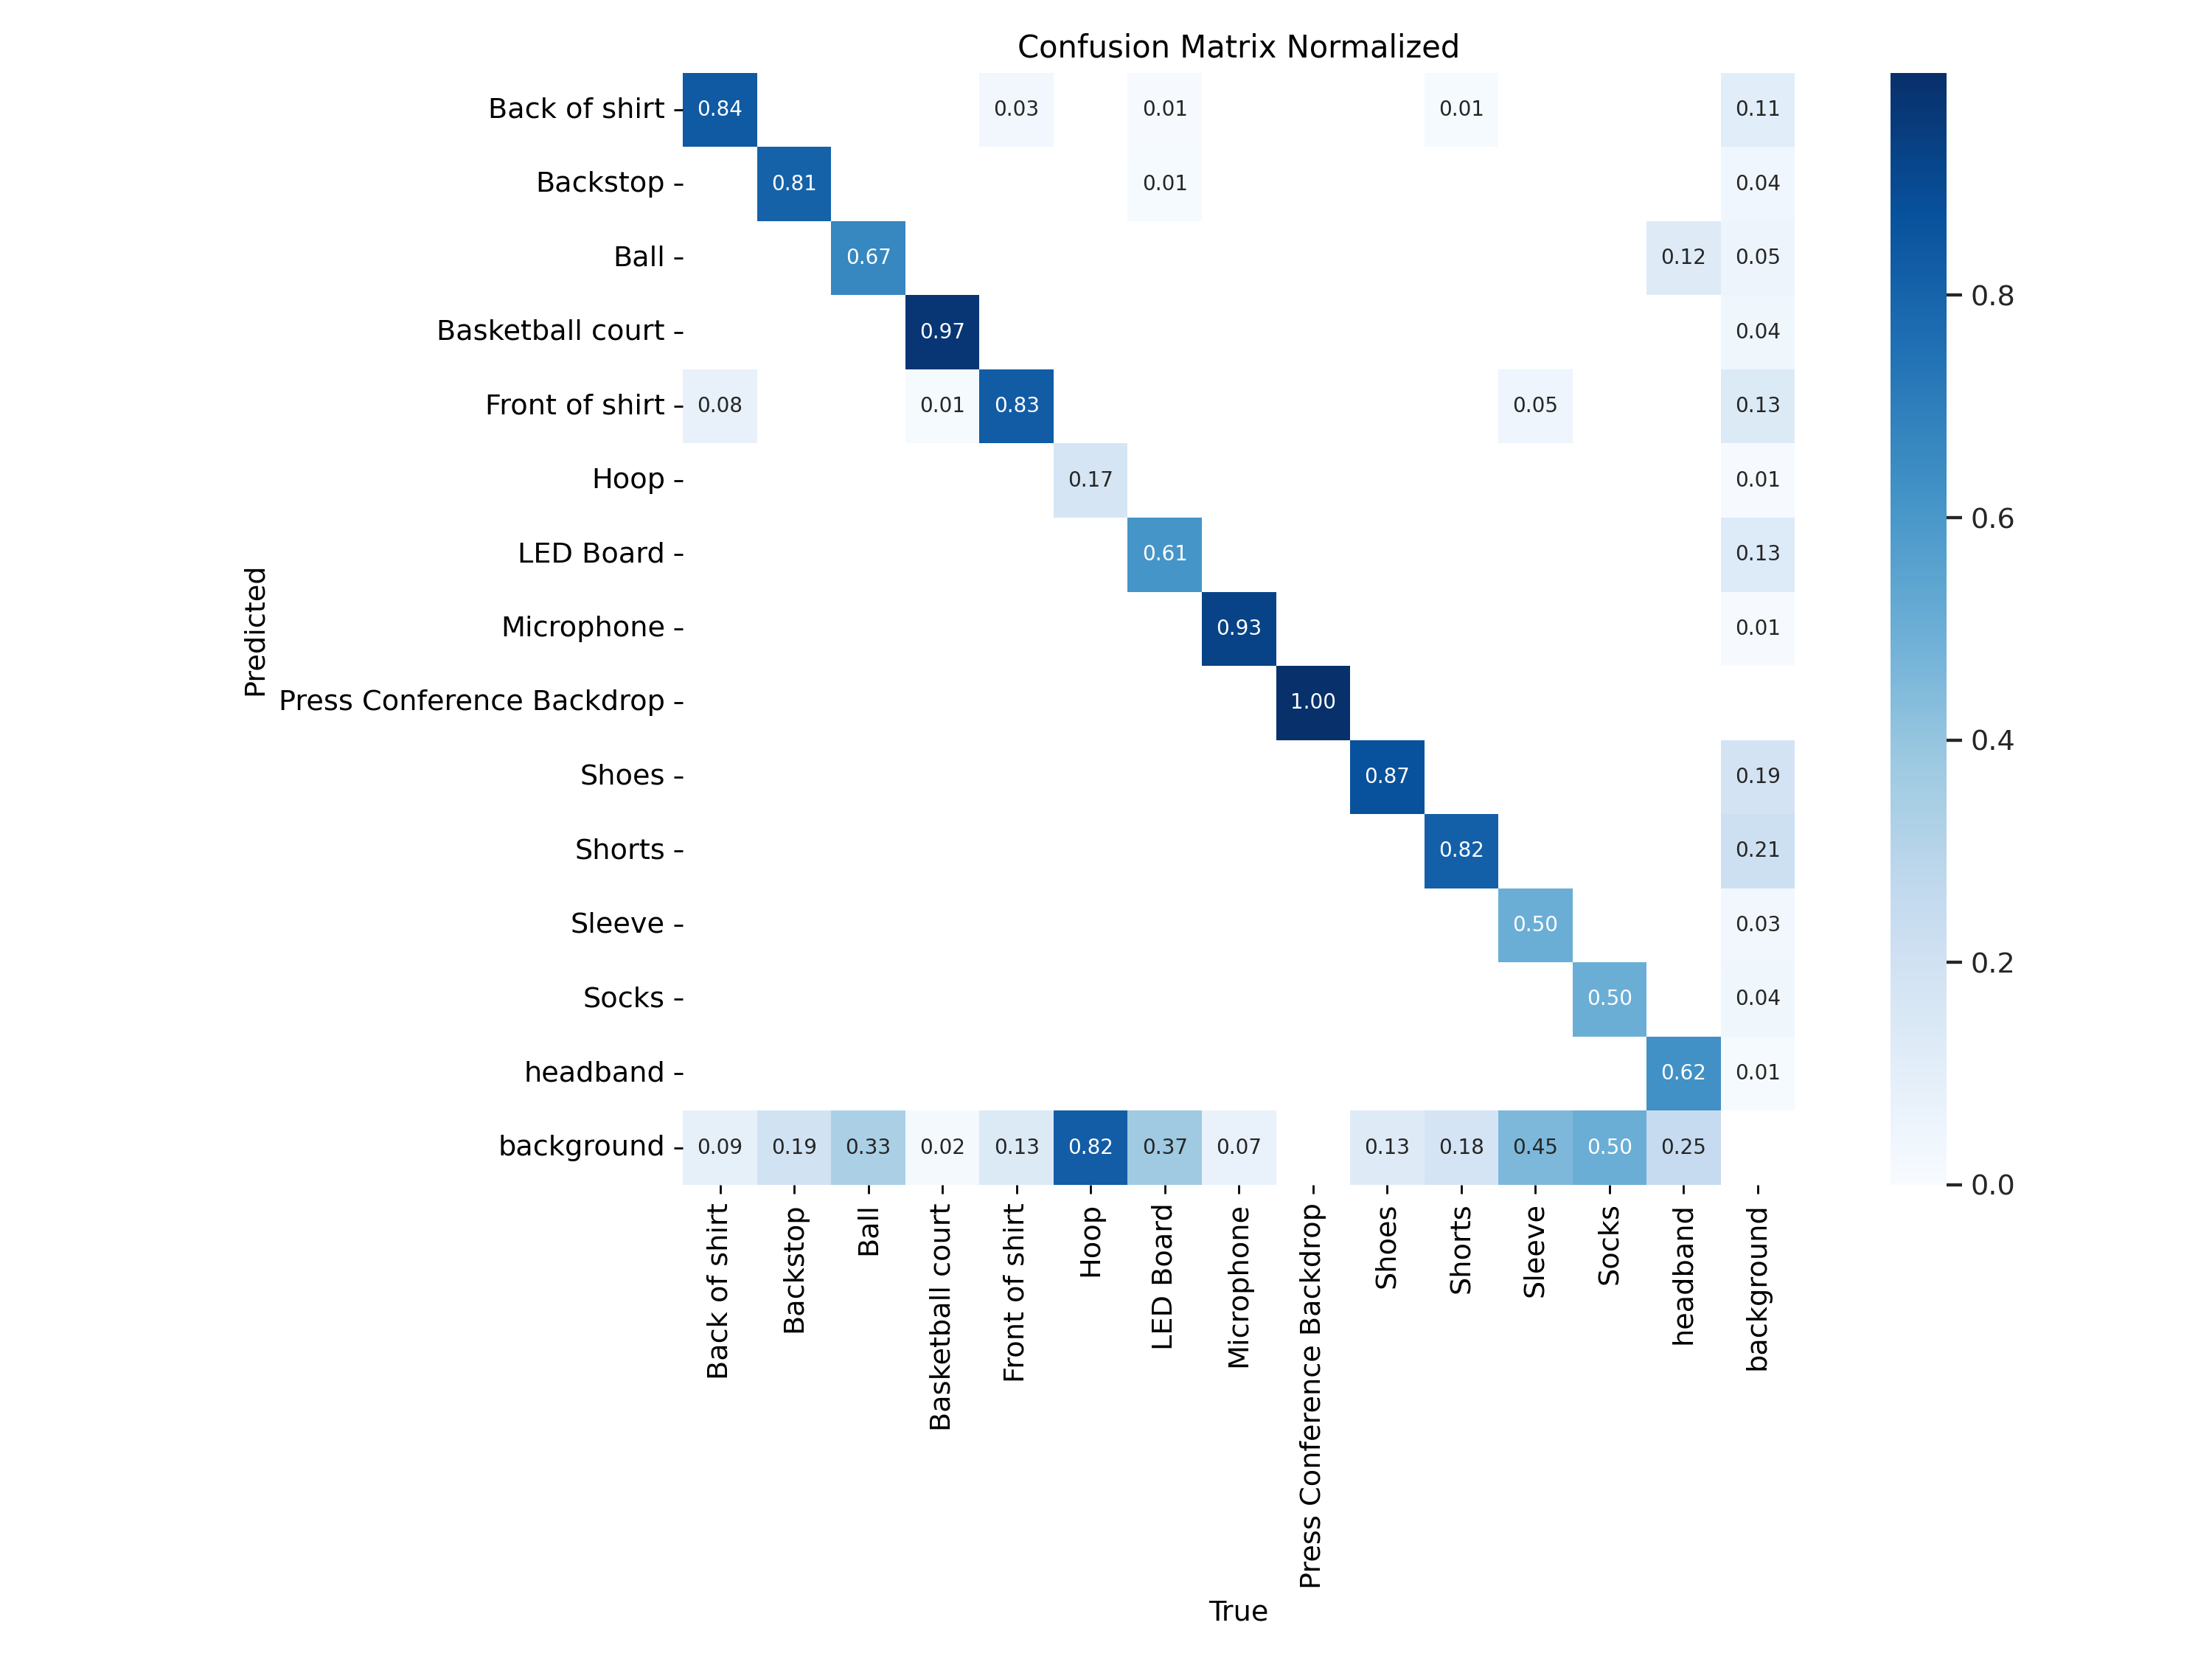 Confusion Matrix Normalized
Back of shirt 0.84 0.03 0.01 0.01 0.11
Backstop 0.81 0.01 0.04
Ball 0.67 0.12 0.05
Basketball court 0.97 0.04
Front of shirt 0.08 0.01 0.83 0.05 0.13
Hoop 0.17 0.01
LED Board 0.61 0.13
Microphone 0.93 0.01
Press Conference Backdrop 1.00
Shoes 0.87 0.19
Shorts 0.82 0.21
Sleeve 0.50 0.03
Socks 0.50 0.04
headband 0.62 0.01
background 0.09 0.19 0.33 0.02 0.13 0.82 0.37 0.07 0.13 0.18 0.45 0.50 0.25
Predicted
Back of shirt
Backstop
Ball
Basketball court
Front of shirt
Hoop
LED Board
Microphone
Press Conference Backdrop
Shoes
Shorts
Sleeve
Socks
headband
background
True
0.8
0.6
0.4
0.2
0.0